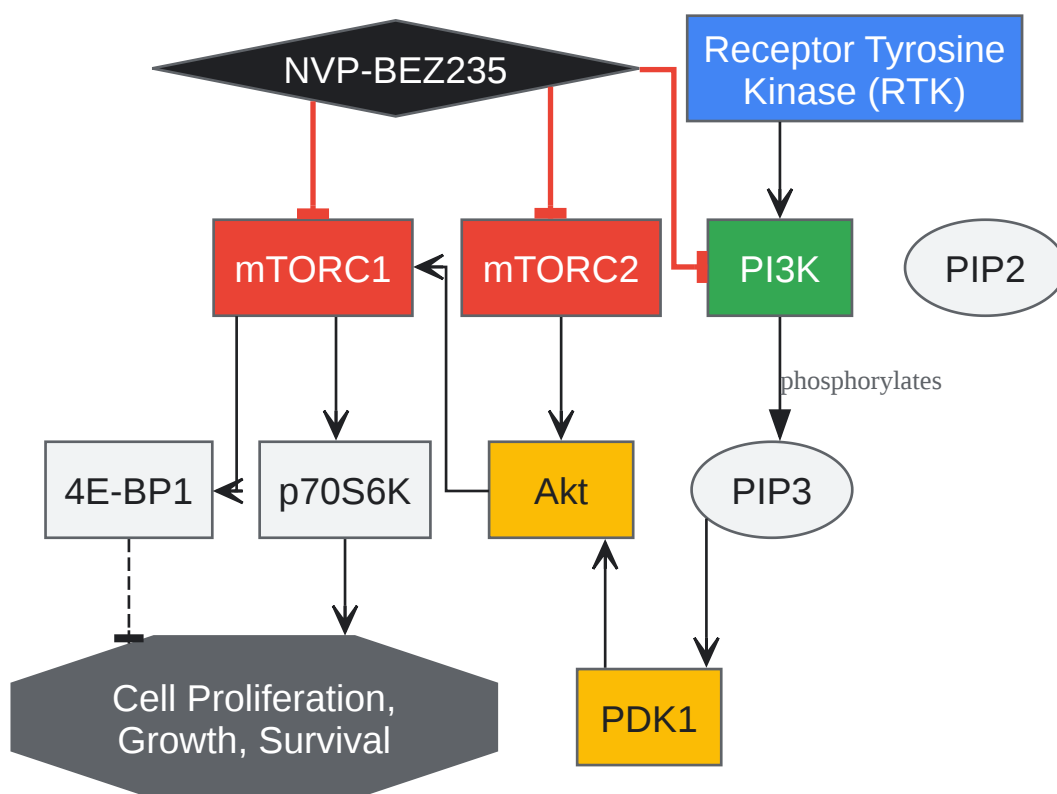 NVP-BEZ235
Receptor Tyrosine
Kinase (RTK)
mTORC1
mTORC2
PI3K
PIP2
phosphorylates
4E-BP1
p70S6K
Akt
PIP3
Cell Proliferation,
Growth, Survival
PDK1